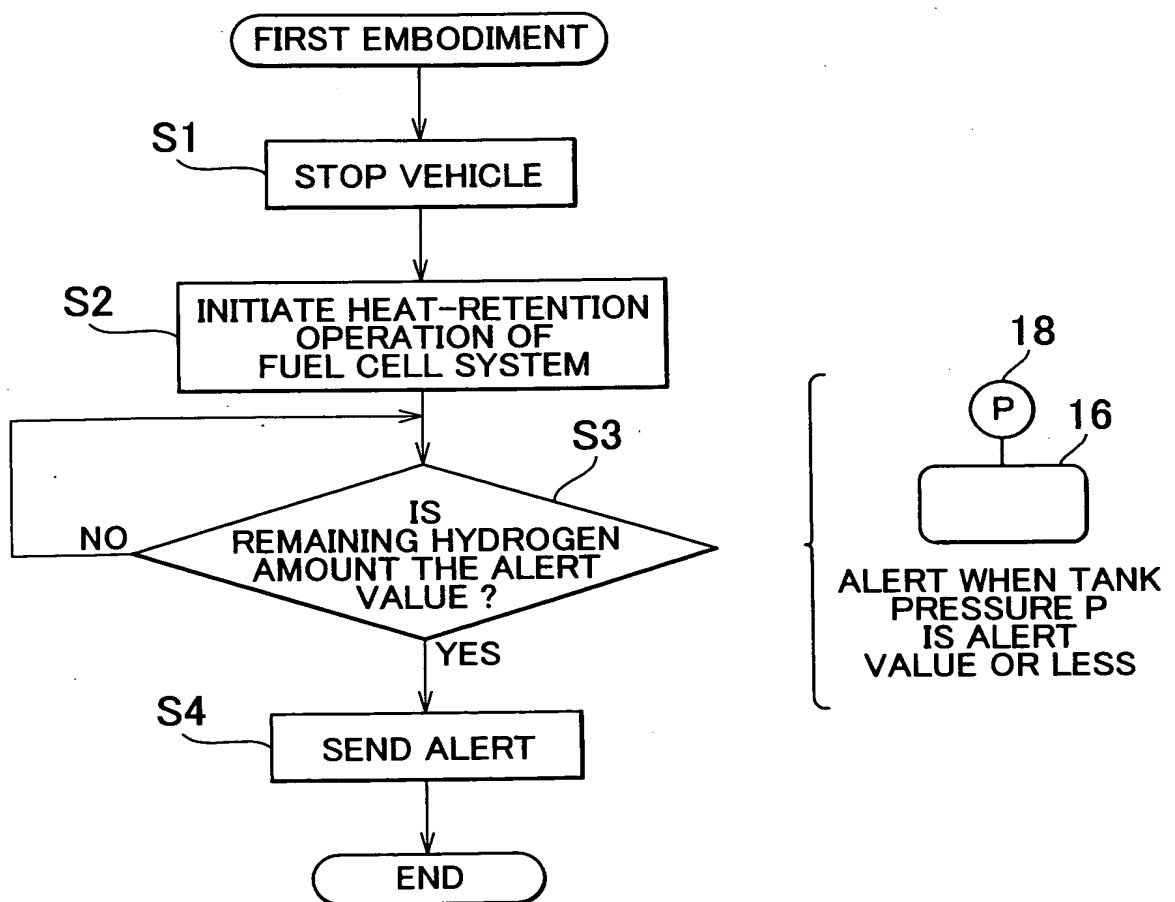 FIRST EMBODIMENT
S1
STOP VEHICLE
S2
INITIATE HEAT-RETENTION
OPERATION OF
FUEL CELL SYSTEM
S3
IS
REMAINING HYDROGEN
AMOUNT THE ALERT
VALUE ?
NO
YES
S4
SEND ALERT
END
18
P
16
ALERT WHEN TANK
PRESSURE P
IS ALERT
VALUE OR LESS